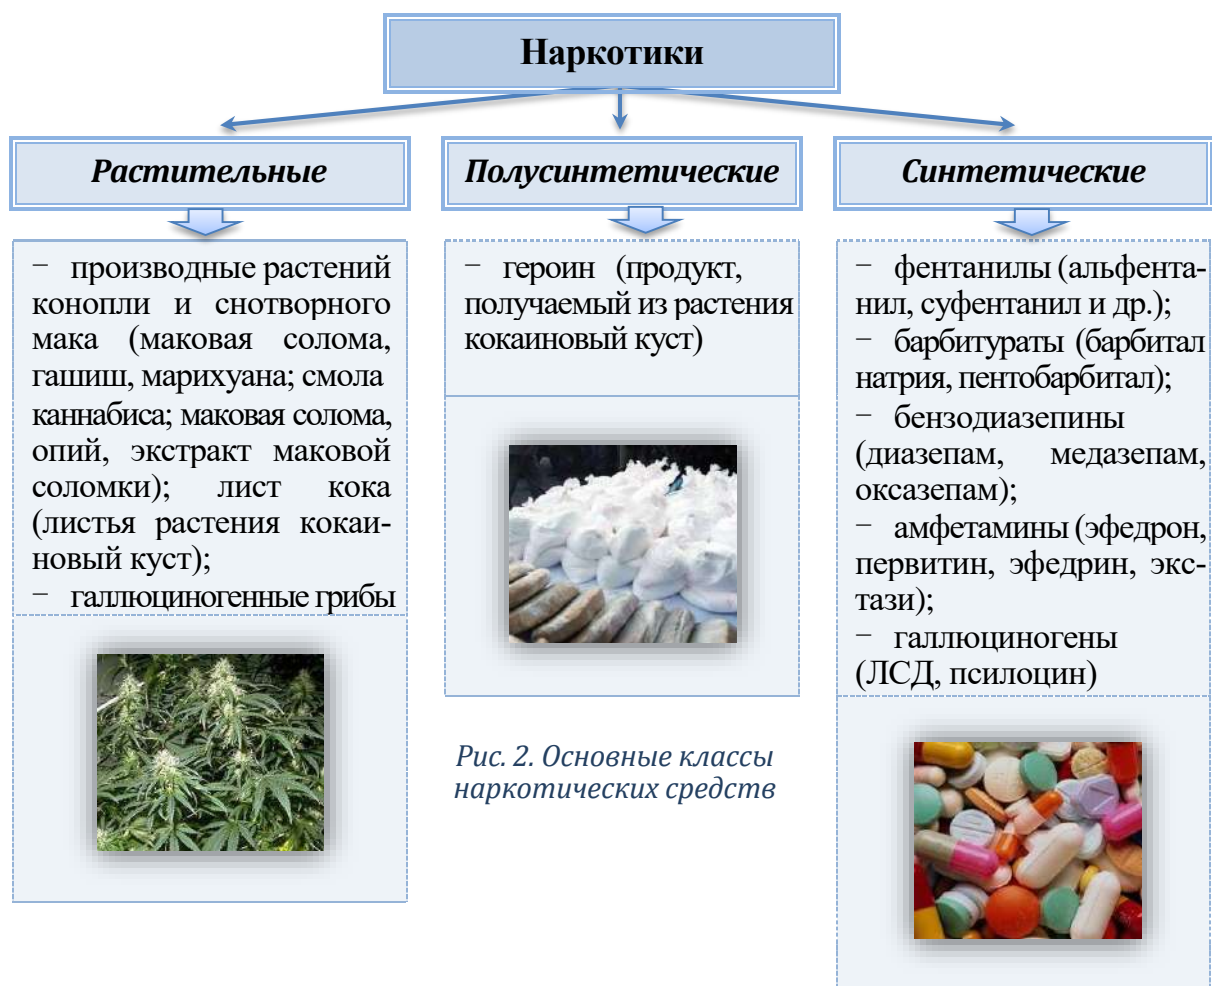 Наркотики
Растительные
− производные растений
конопли и снотворного
мака (маковая солома,
гашиш, марихуана; смола
каннабиса; маковая солома,
опий, экстракт маковой
соломки); лист кока
(листья растения кокаи-
новый куст);
− галлюциногенные грибы
Полусинтетические
− героин (продукт,
получаемый из растения
кокаиновый куст)
Синтетические
− фентанилы (альфента-
нил, суфентанил и др.);
− барбитураты (барбитал
натрия, пентобарбитал);
− бензодиазепины
(диазепам, медазепам,
оксазепам);
− амфетамины (эфедрон,
первитин, эфедрин, экс-
тази);
− галлюциногены
(ЛСД, псилоцин)
Рис. 2. Основные классы
наркотических средств